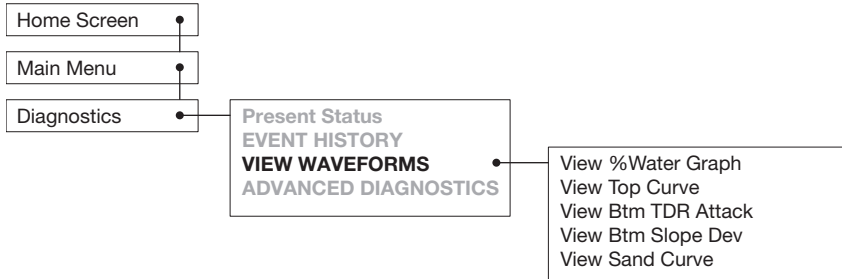 Home Screen
Main Menu
Diagnostics
Present Status
EVENT HISTORY
VIEW WAVEFORMS
ADVANCED DIAGNOSTICS
View %Water Graph
View Top Curve
View Btm TDR Attack
View Btm Slope Dev
View Sand Curve